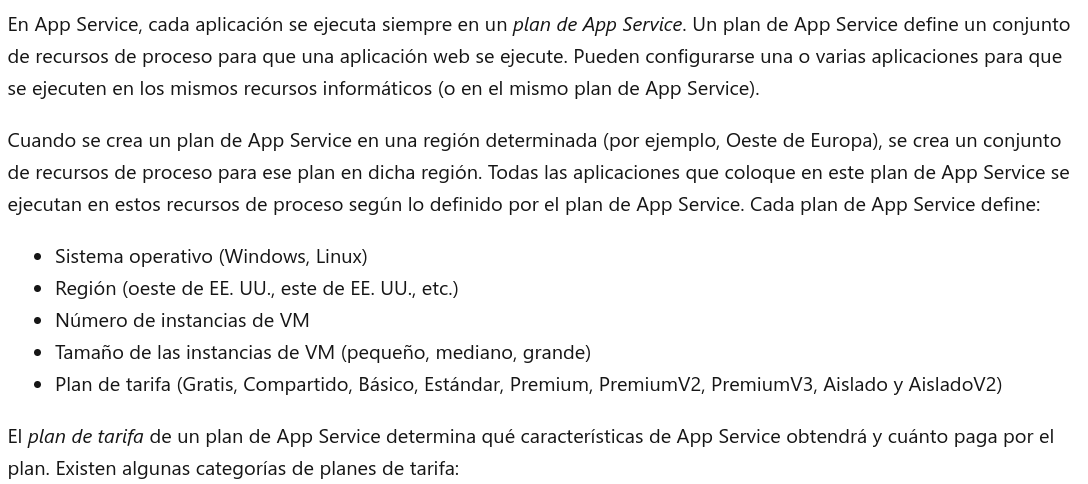 En App Service, cada aplicación se ejecuta siempre en un plan de App Service. Un plan de App Service define un conjunto
de recursos de proceso para que una aplicación web se ejecute. Pueden configurarse una o varias aplicaciones para que
se ejecuten en los mismos recursos informáticos (o en el mismo plan de App Service).
Cuando se crea un plan de App Service en una región determinada (por ejemplo, Oeste de Europa), se crea un conjunto
de recursos de proceso para ese plan en dicha región. Todas las aplicaciones que coloque en este plan de App Service se
ejecutan en estos recursos de proceso según lo definido por el plan de App Service. Cada plan de App Service define:
• Sistema operativo (Windows, Linux)
• Región (oeste de EE. UU., este de EE. UU., etc.)
• Número de instancias de VM
• Tamaño de las instancias de VM (pequeño, mediano, grande)
• Plan de tarifa (Gratis, Compartido, Básico, Estándar, Premium, PremiumV2, PremiumV3, Aislado y AisladoV2)
El plan de tarifa de un plan de App Service determina qué características de App Service obtendrá y cuánto paga por el
plan. Existen algunas categorías de planes de tarifa: